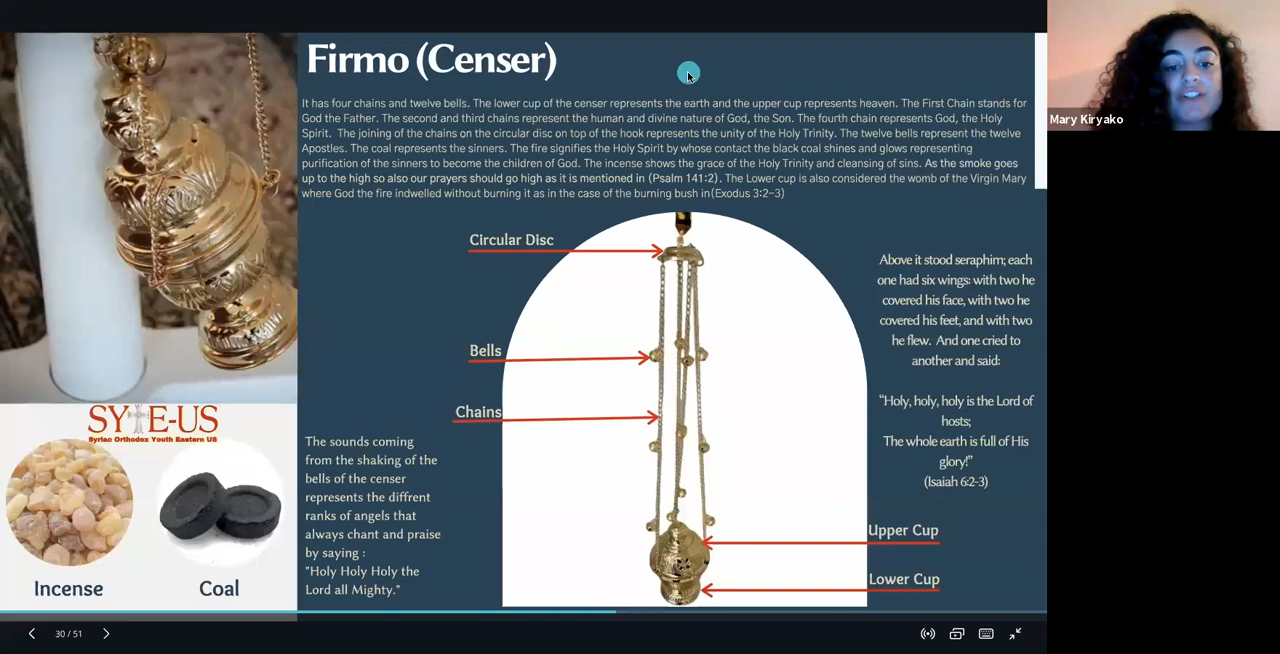 Firmo (Censer)
It has four chains and twelve bells. The lower cup of the censer represents the earth and the upper cup represents heaven. The First Chain stands for
God the Father. The second and third chains represent the human and divine nature of God, the Son. The fourth chain represents God, the Holy
Spirit. The joining of the chains on the circular disc on top of the hook represents the unity of the Holy Trinity. The twelve bells represent the twelve
Apostles. The coal represents the sinners. The fire signifies the Holy Spirit by whose contact the black coal shines and glows representing
purification of the sinners to become the children of God. The incense shows the grace of the Holy Trinity and cleansing of sins. As the smoke goes
up to the high so also our prayers should go high as it is mentioned in (Psalm 141:2). The Lower cup is also considered the womb of the Virgin Mary
where God the fire indwelled without burning it as in the case of the burning bush in(Exodus 3:2-3)
Circular Disc
Bells
Chains
Upper Cup
Lower Cup
Above it stood seraphim; each
one had six wings: with two he
covered his face, with two he
covered his feet, and with two
he flew. And one cried to
another and said:
"Holy, holy, holy is the Lord of
hosts;
The whole earth is full of His
glory!"
(Isaiah 6:2-3)
The sounds coming
from the shaking of the
bells of the censer
represents the diffrent
ranks of angels that
always chant and praise
by saying :
"Holy Holy Holy the
Lord all Mighty."
SYE-US
Syriac Orthodox Youth Eastern US
Incense
Coal
Mary Kiryako
30 / 51